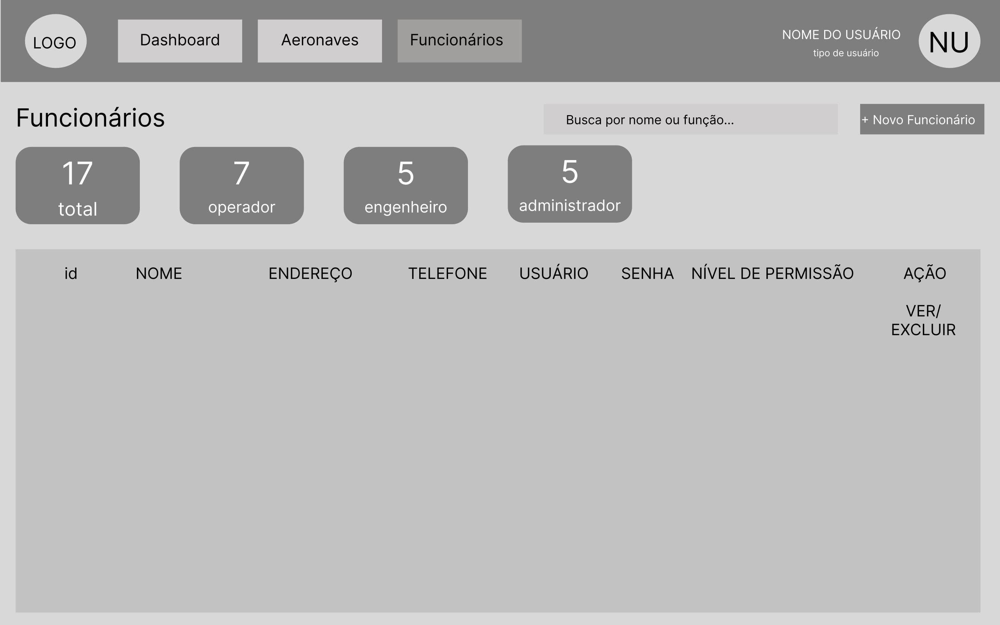 LOGO
Dashboard
Aeronaves
Funcionários
NOME DO USUÁRIO
tipo de usuário
NU
Funcionários
Busca por nome ou função...
+ Novo Funcionário
17
total
7
operador
5
engenheiro
5
administrador
id NOME ENDEREÇO TELEFONE USUÁRIO SENHA NÍVEL DE PERMISSÃO AÇÃO
VER/
EXCLUIR